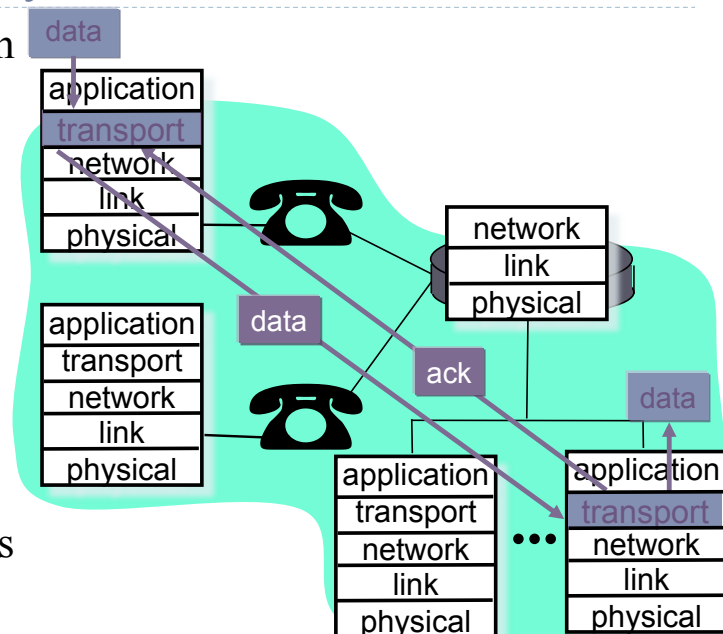 data
application
transport
network
link
physical
network
link
physical
application
transport
network
link
physical
data
ack
data
application
transport
network
link
physical
application
transport
network
link
physical